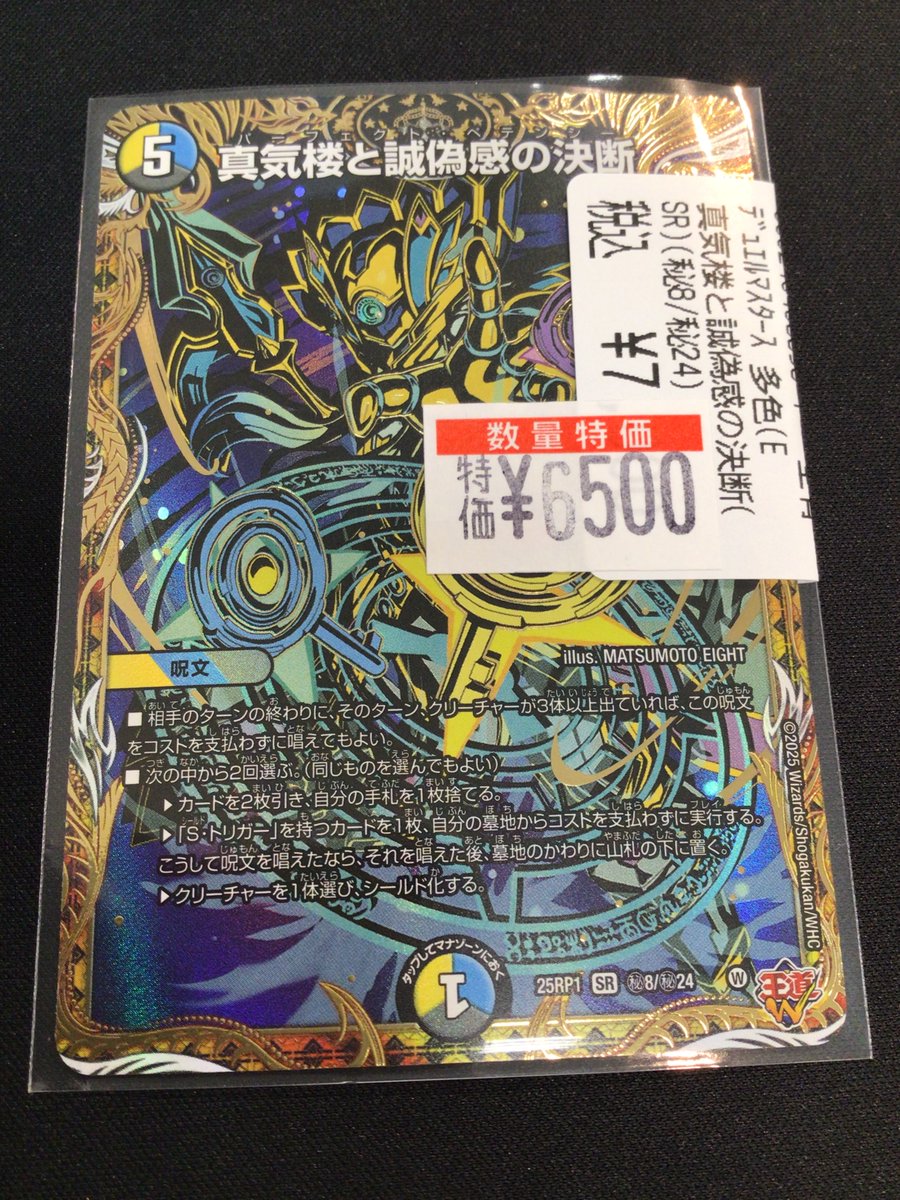 5
パーフェクト・ペテンシー
真気楼と誠偽感の決断
デュエルマスターズ 多色(E
真気楼と誠偽感の決断(
SR)(秘8/秘24)
税込 ¥7
数量特価
特価 ¥6500
illus. MATSUMOTO EIGHT
呪文
■相手のターンの終わりに、そのターン、クリーチャーが3体以上出ていれば、この呪文
をコストを支払わずに唱えてもよい。
■次の中から2回選ぶ。(同じものを選んでもよい)
▶カードを2枚引き、自分の手札を1枚捨てる。
▶「S・トリガー」を持つカードを1枚、自分の墓地からコストを支払わずに実行する。
こうして呪文を唱えたなら、それを唱えた後、墓地のかわりに山札の下に置く。
▶クリーチャーを1体選び、シールド化する。
©2025 Wizards/Shogakukan/WHC
タップしてマナゾーンにおく
1
25RP1 SR ㊙8/㊙24 W
王道W